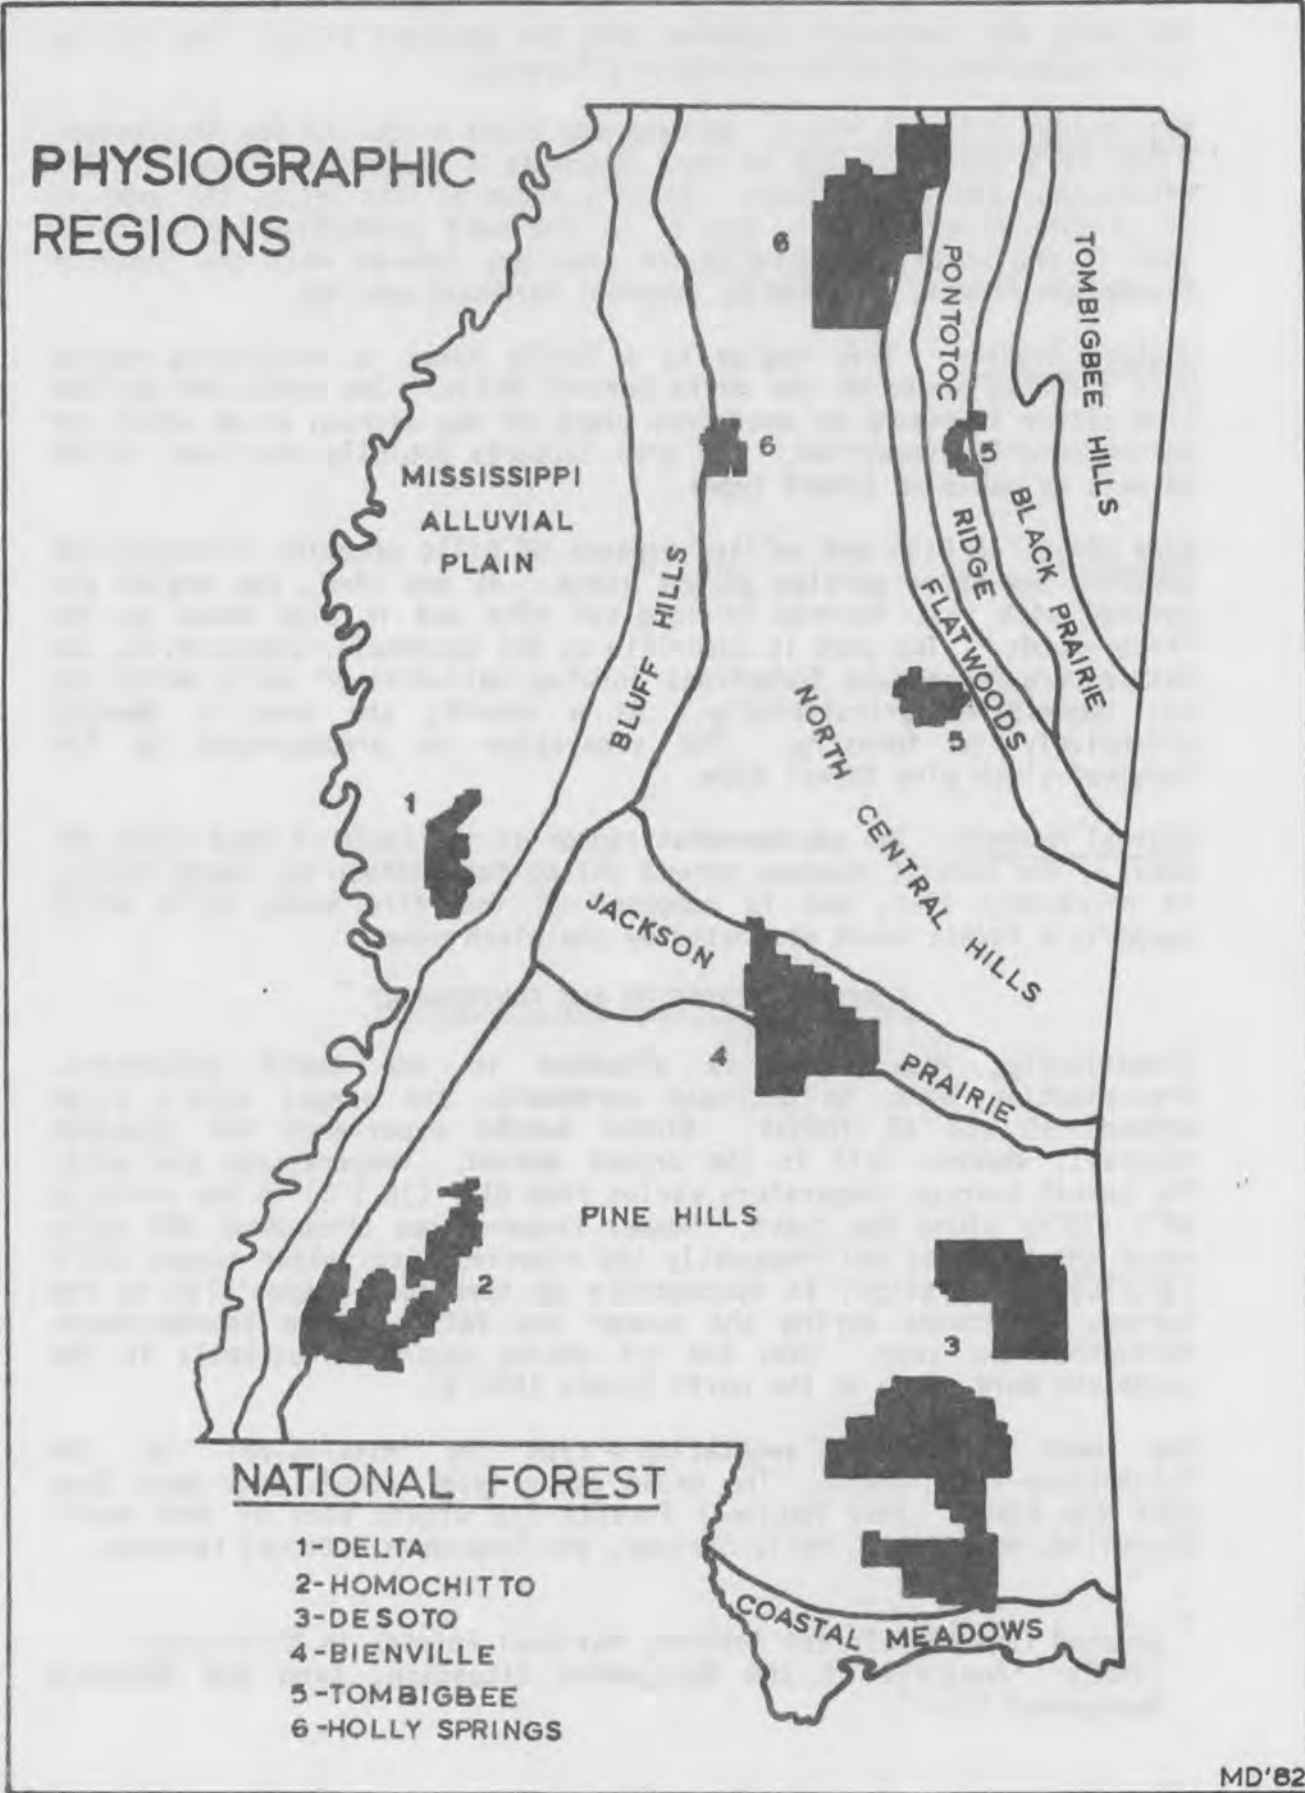 PHYSIOGRAPHIC
REGIONS
6
PONTOTOC
RIDGE
TOMBIGBEE HILLS
6
5
MISSISSIPPI
ALLUVIAL
PLAIN
BLUFF HILLS
BLACK PRAIRIE
FLATWOODS
5
NORTH CENTRAL HILLS
1
JACKSON
PRAIRIE
4
PINE HILLS
2
3
COASTAL MEADOWS
NATIONAL FOREST
1-DELTA
2-HOMOCHITTO
3-DESOTO
4-BIENVILLE
5-TOMBIGBEE
6-HOLLY SPRINGS
MD'82